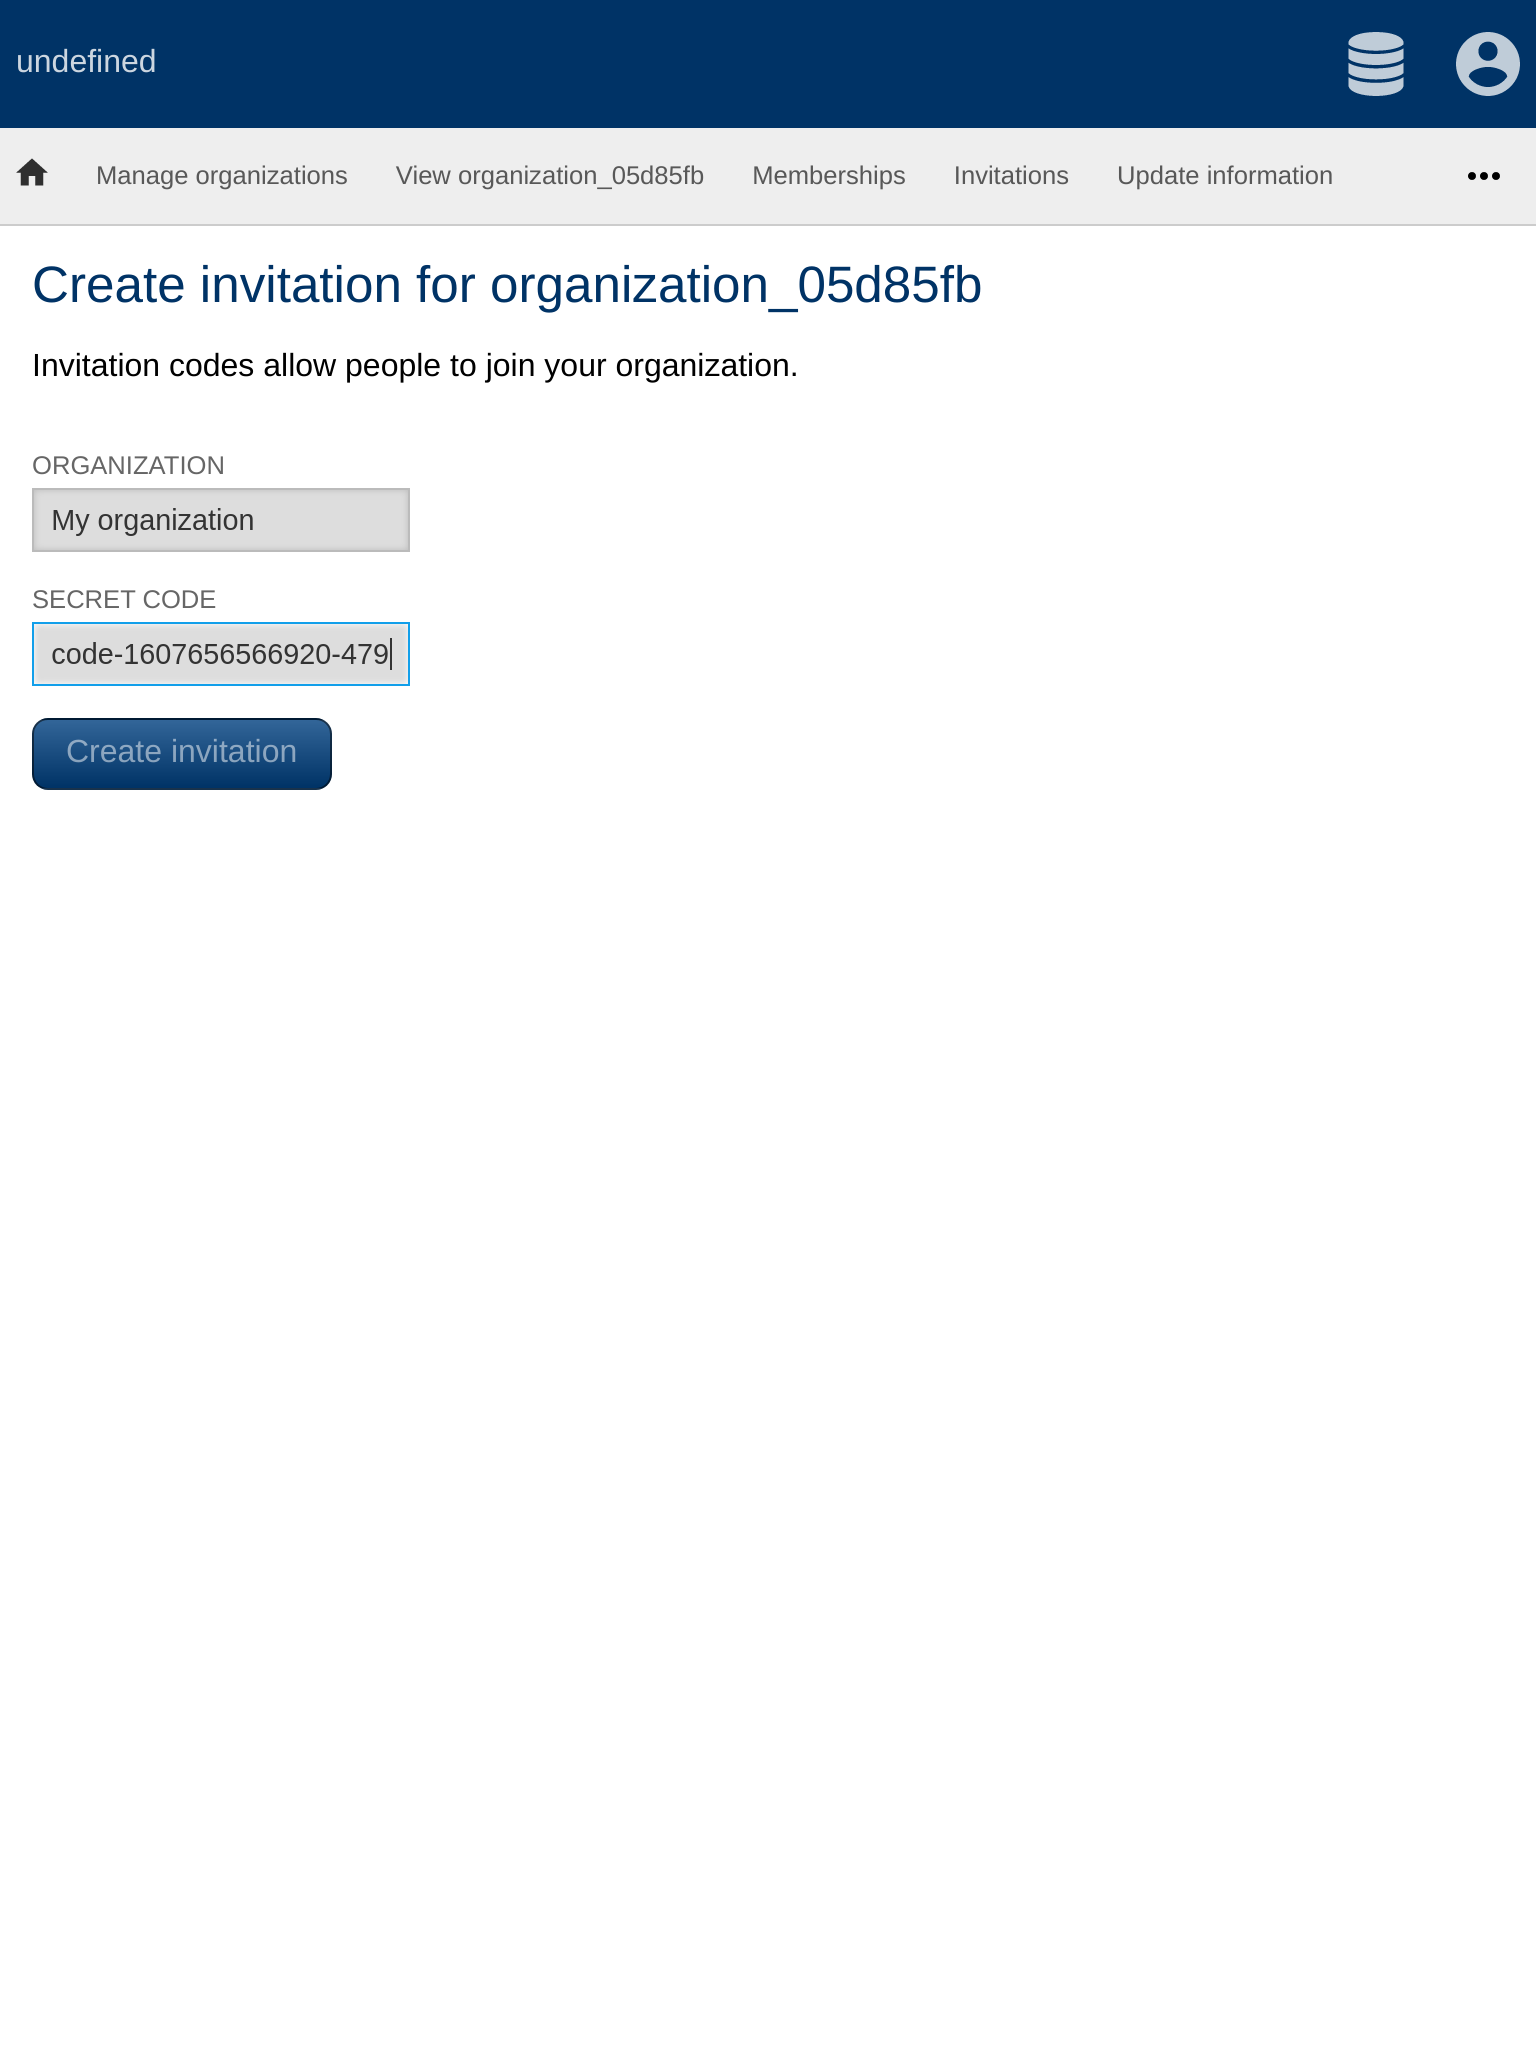 undefined
Manage organizations View organization_05d85fb Memberships Invitations Update information
Create invitation for organization_05d85fb
Invitation codes allow people to join your organization.
ORGANIZATION
My organization
SECRET CODE
code-1607656566920-479
Create invitation